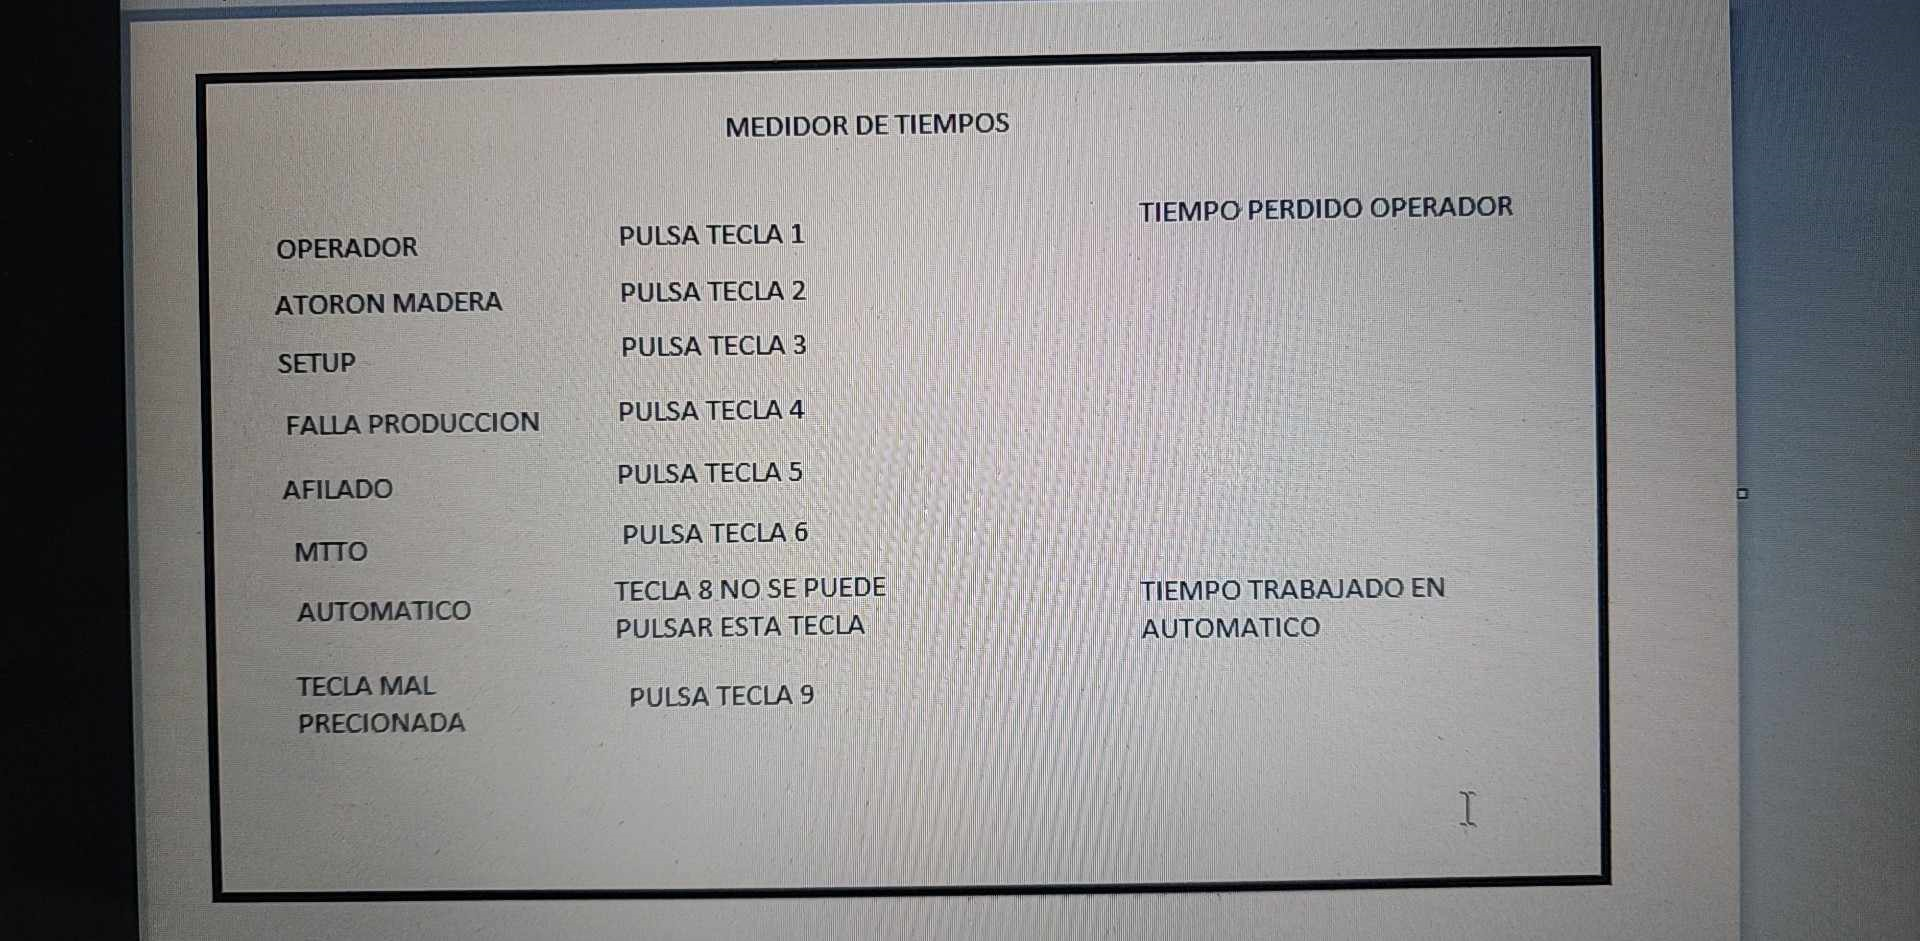 MEDIDOR DE TIEMPOS
TIEMPO PERDIDO OPERADOR
OPERADOR PULSA TECLA 1
ATORON MADERA PULSA TECLA 2
SETUP PULSA TECLA 3
FALLA PRODUCCION PULSA TECLA 4
AFILADO PULSA TECLA 5
MTTO PULSA TECLA 6
AUTOMATICO
TECLA 8 NO SE PUEDE
PULSAR ESTA TECLA
TIEMPO TRABAJADO EN
AUTOMATICO
TECLA MAL
PRECIONADA
PULSA TECLA 9